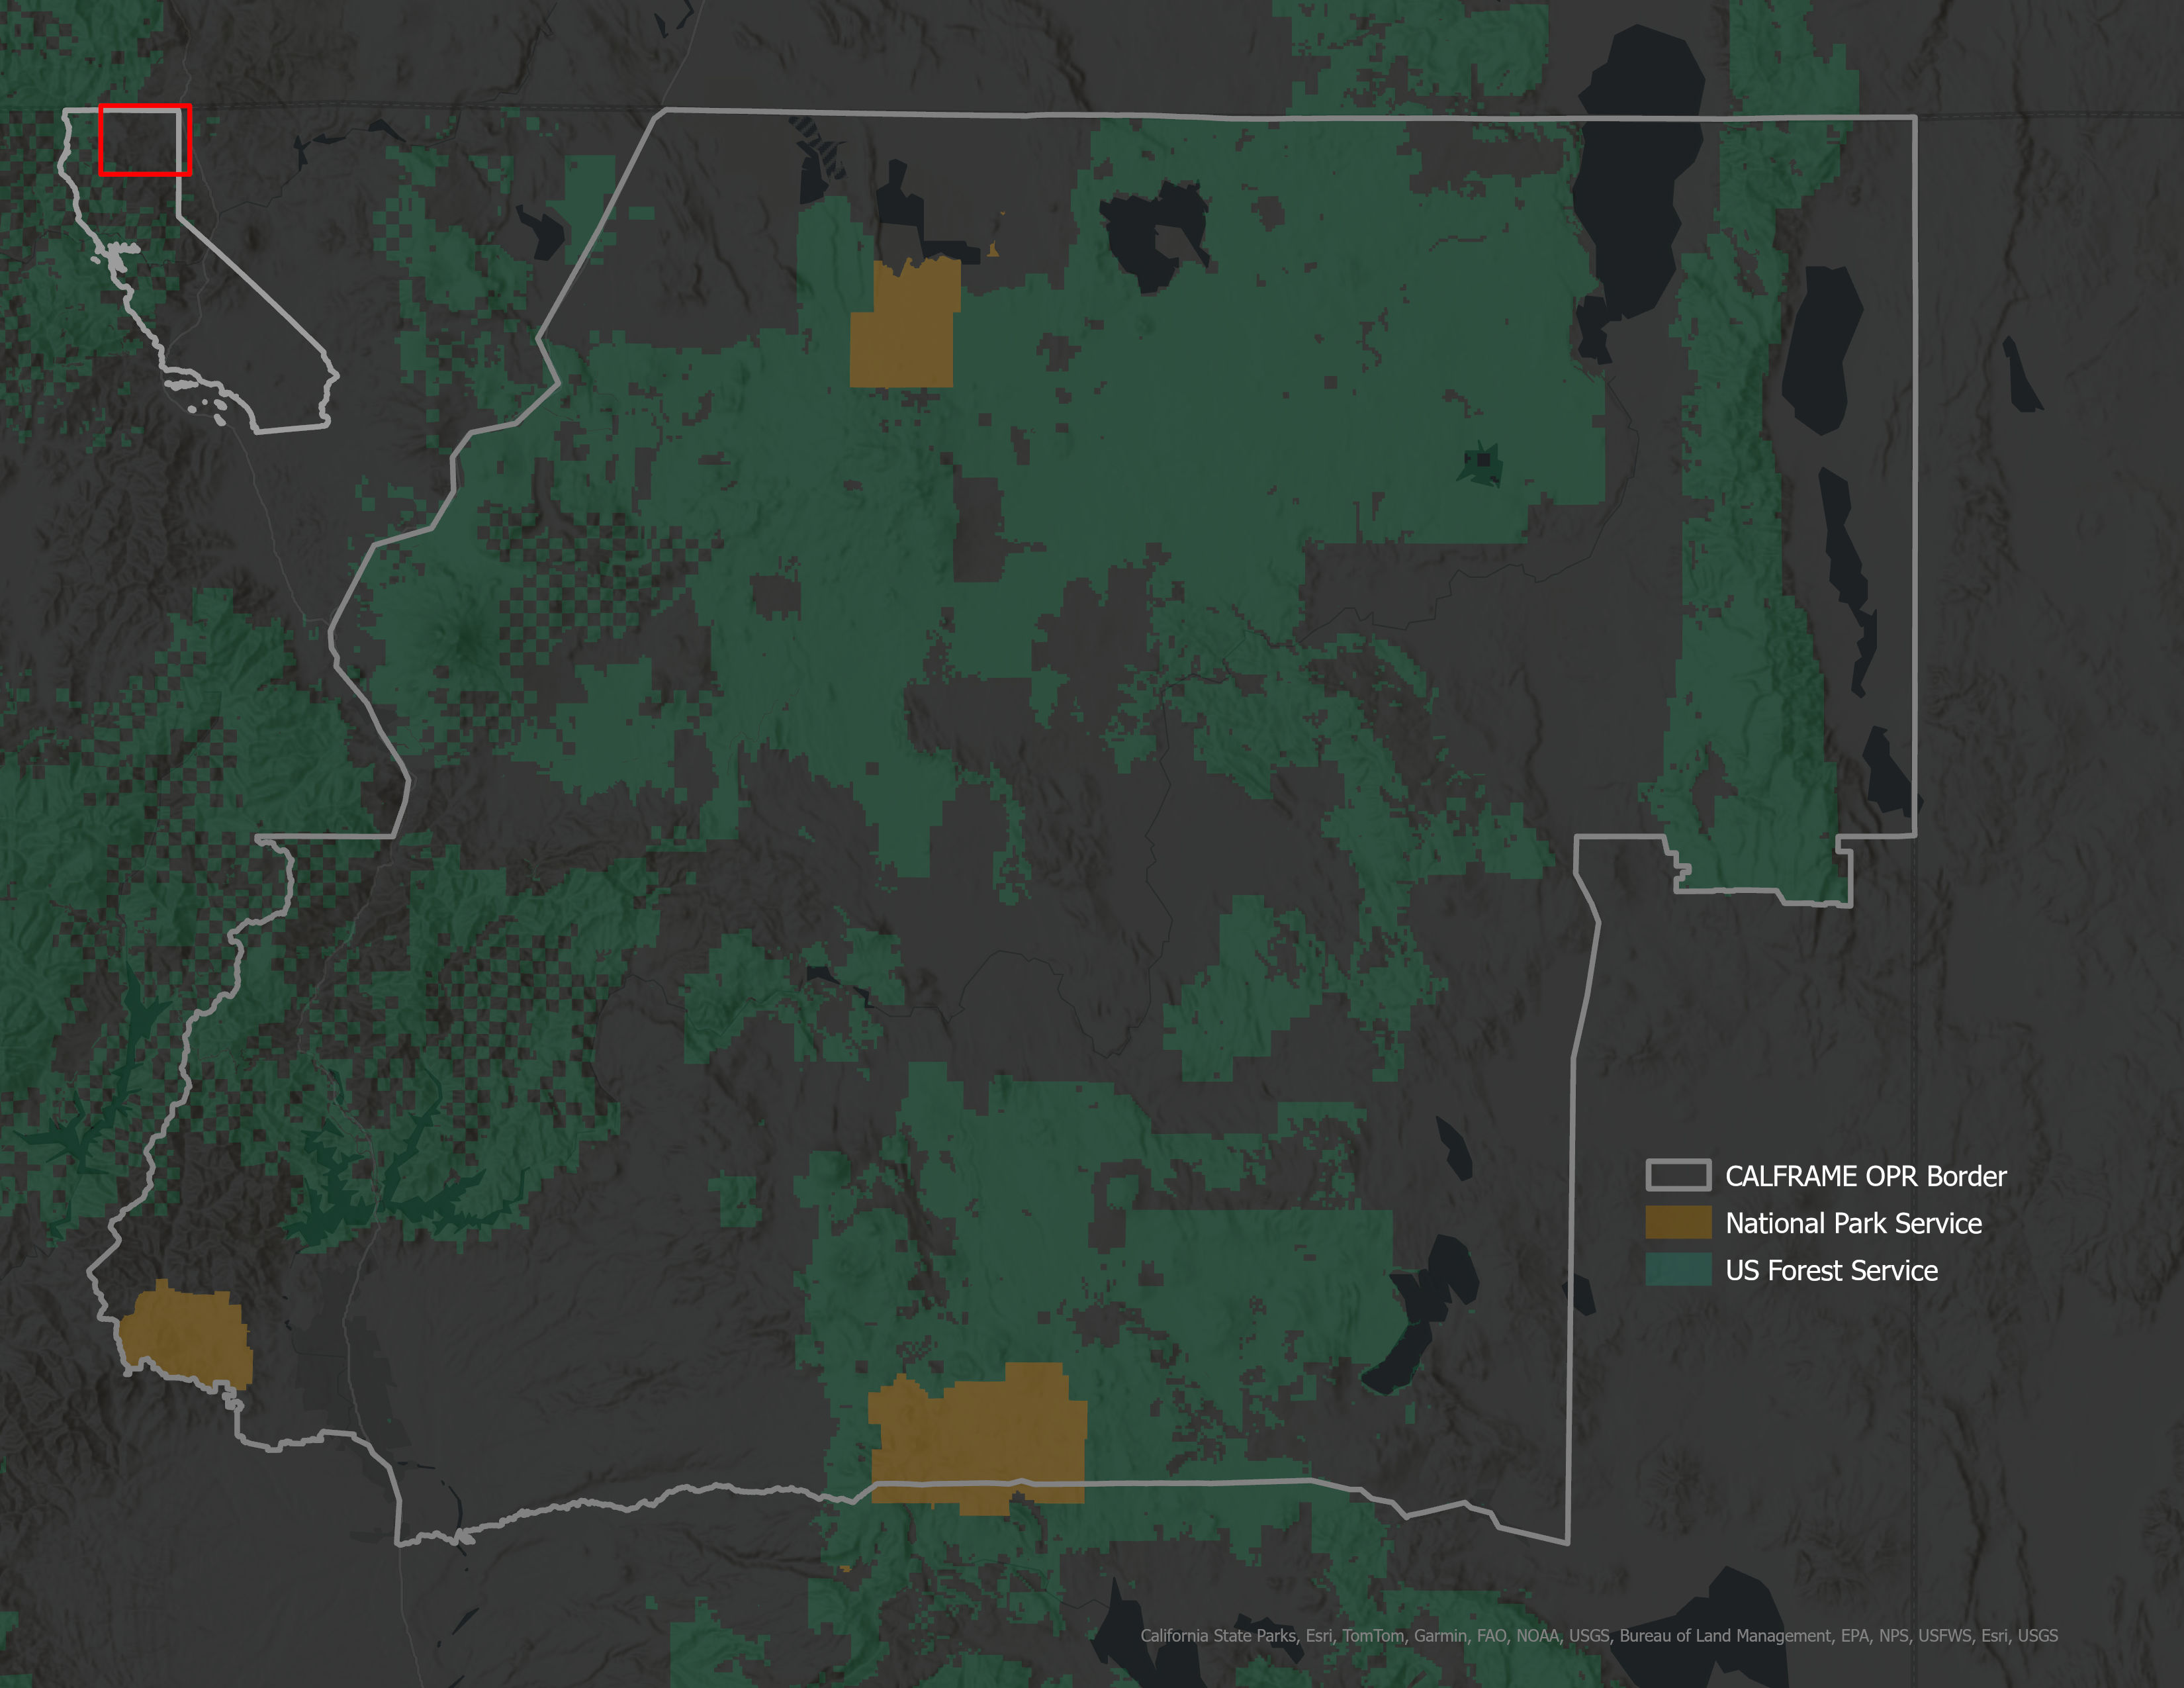 CALFRAME OPR Border
National Park Service
US Forest Service
California State Parks, Esri, TomTom, Garmin, FAO, NOAA, USGS, Bureau of Land Management, EPA, NPS, USFWS, Esri, USGS